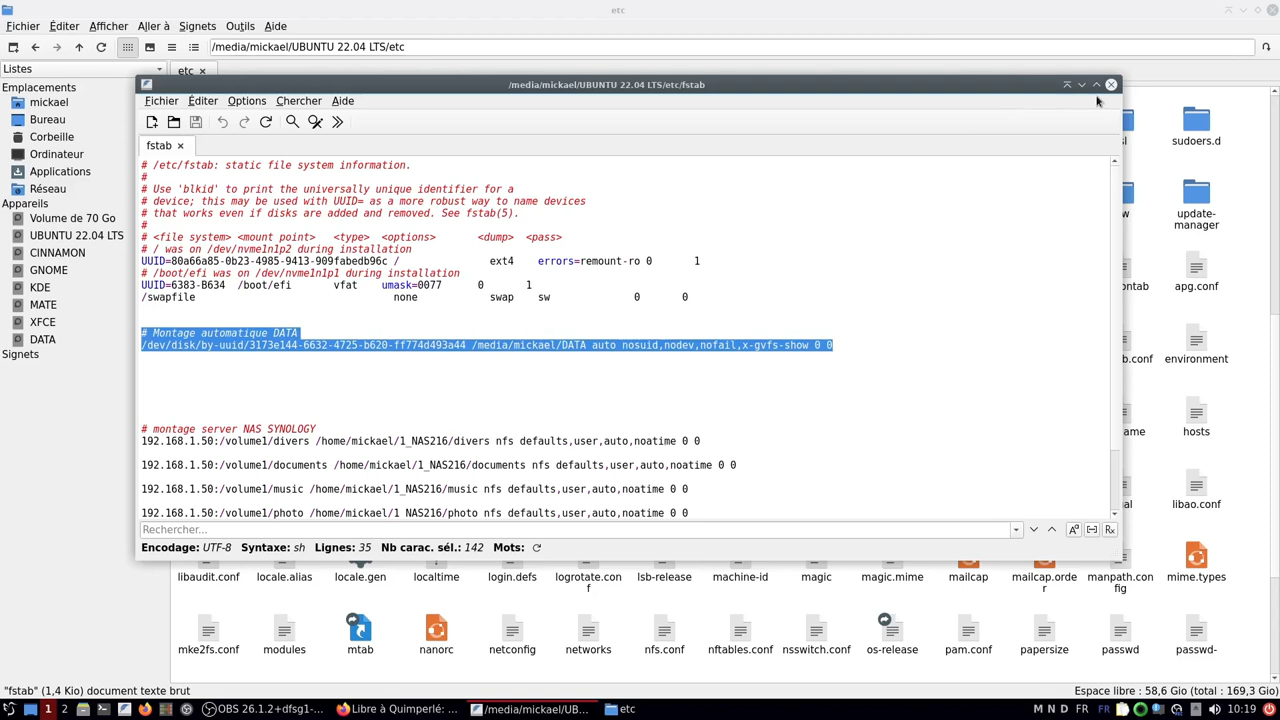 etc
Fichier Éditer Afficher Aller à Signets Outils Aide
/media/mickael/UBUNTU 22.04 LTS/etc
Listes
etc
Emplacements
mickael
Bureau
Corbeille
Ordinateur
Applications
Réseau
Appareils
Volume de 70 Go
UBUNTU 22.04 LTS
CINNAMON
GNOME
KDE
MATE
XFCE
DATA
Signets
/media/mickael/UBUNTU 22.04 LTS/etc/fstab
Fichier Éditer Options Chercher Aide
fstab
# /etc/fstab: static file system information.
#
# Use 'blkid' to print the universally unique identifier for a
# device; this may be used with UUID= as a more robust way to name devices
# that works even if disks are added and removed. See fstab(5).
#
# <file system> <mount point> <type> <options> <dump> <pass>
# / was on /dev/nvme1n1p2 during installation
UUID=80a66a85-0b23-4985-9413-909fabedb96c / ext4 errors=remount-ro 0 1
# /boot/efi was on /dev/nvme1n1p1 during installation
UUID=6383-B634 /boot/efi vfat umask=0077 0 1
/swapfile none swap sw 0 0
# Montage automatique DATA
/dev/disk/by-uuid/3173e144-6632-4725-b620-ff774d493a44 /media/mickael/DATA auto nosuid,nodev,nofail,x-gvfs-show 0 0
# montage server NAS SYNOLOGY
192.168.1.50:/volume1/divers /home/mickael/1_NAS216/divers nfs defaults,user,auto,noatime 0 0
192.168.1.50:/volume1/documents /home/mickael/1_NAS216/documents nfs defaults,user,auto,noatime 0 0
192.168.1.50:/volume1/music /home/mickael/1_NAS216/music nfs defaults,user,auto,noatime 0 0
192.168.1.50:/volume1/photo /home/mickael/1_NAS216/photo nfs defaults,user,auto,noatime 0 0
Rechercher...
Encodage: UTF-8 Syntaxe: sh Lignes: 35 Nb carac. sél.: 142 Mots:
sl sudoers.d
w update-
manager
ontab apg.conf
environment
ame hosts
al libao.conf
libaudit.conf locale.alias locale.gen localtime login.defs logrotate.con
f lsb-release machine-id magic magic.mime mailcap mailcap.orde
r manpath.con
fig mime.types
mke2fs.conf modules mtab nanorc netconfig networks nfs.conf nftables.conf nsswitch.conf os-release pam.conf papersize passwd passwd-
"fstab" (1,4 Kio) document texte brut
Espace libre : 58,6 Gio (total : 169,3 Gio)
1 2
OBS 26.1.2+dfsg1-...
Libre à Quimperlé: ...
/media/mickael/UB...
etc
M N D FR FR
10:19